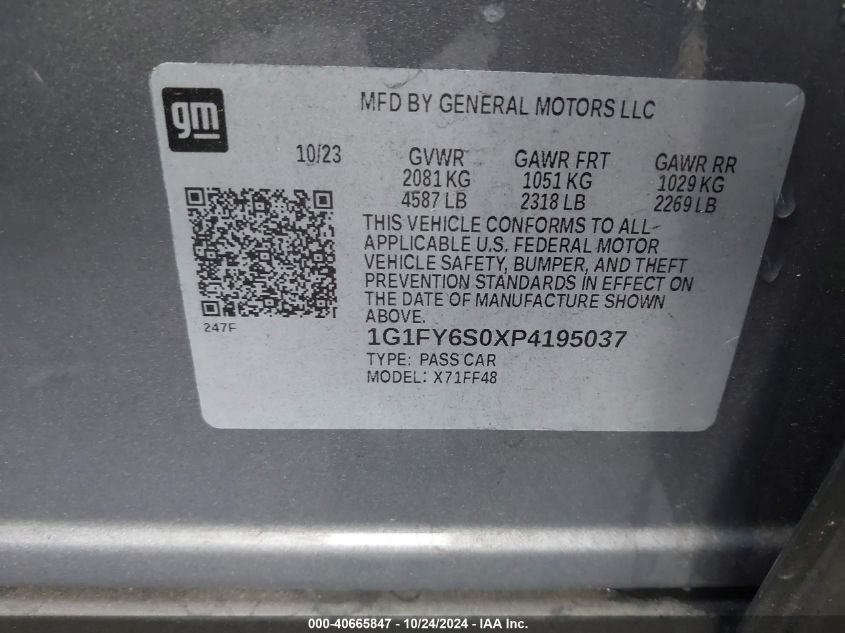 gm
MFD BY GENERAL MOTORS LLC
10/23 GVWR GAWR FRT GAWR RR
2081 KG 1051 KG 1029 KG
4587 LB 2318 LB 2269 LB
THIS VEHICLE CONFORMS TO ALL
APPLICABLE U.S. FEDERAL MOTOR
VEHICLE SAFETY, BUMPER, AND THEFT
PREVENTION STANDARDS IN EFFECT ON
THE DATE OF MANUFACTURE SHOWN
ABOVE.
247F
1G1FY6S0XP4195037
TYPE: PASS CAR
MODEL: X71FF48
000-40665847 - 10/24/2024 - IAA Inc.